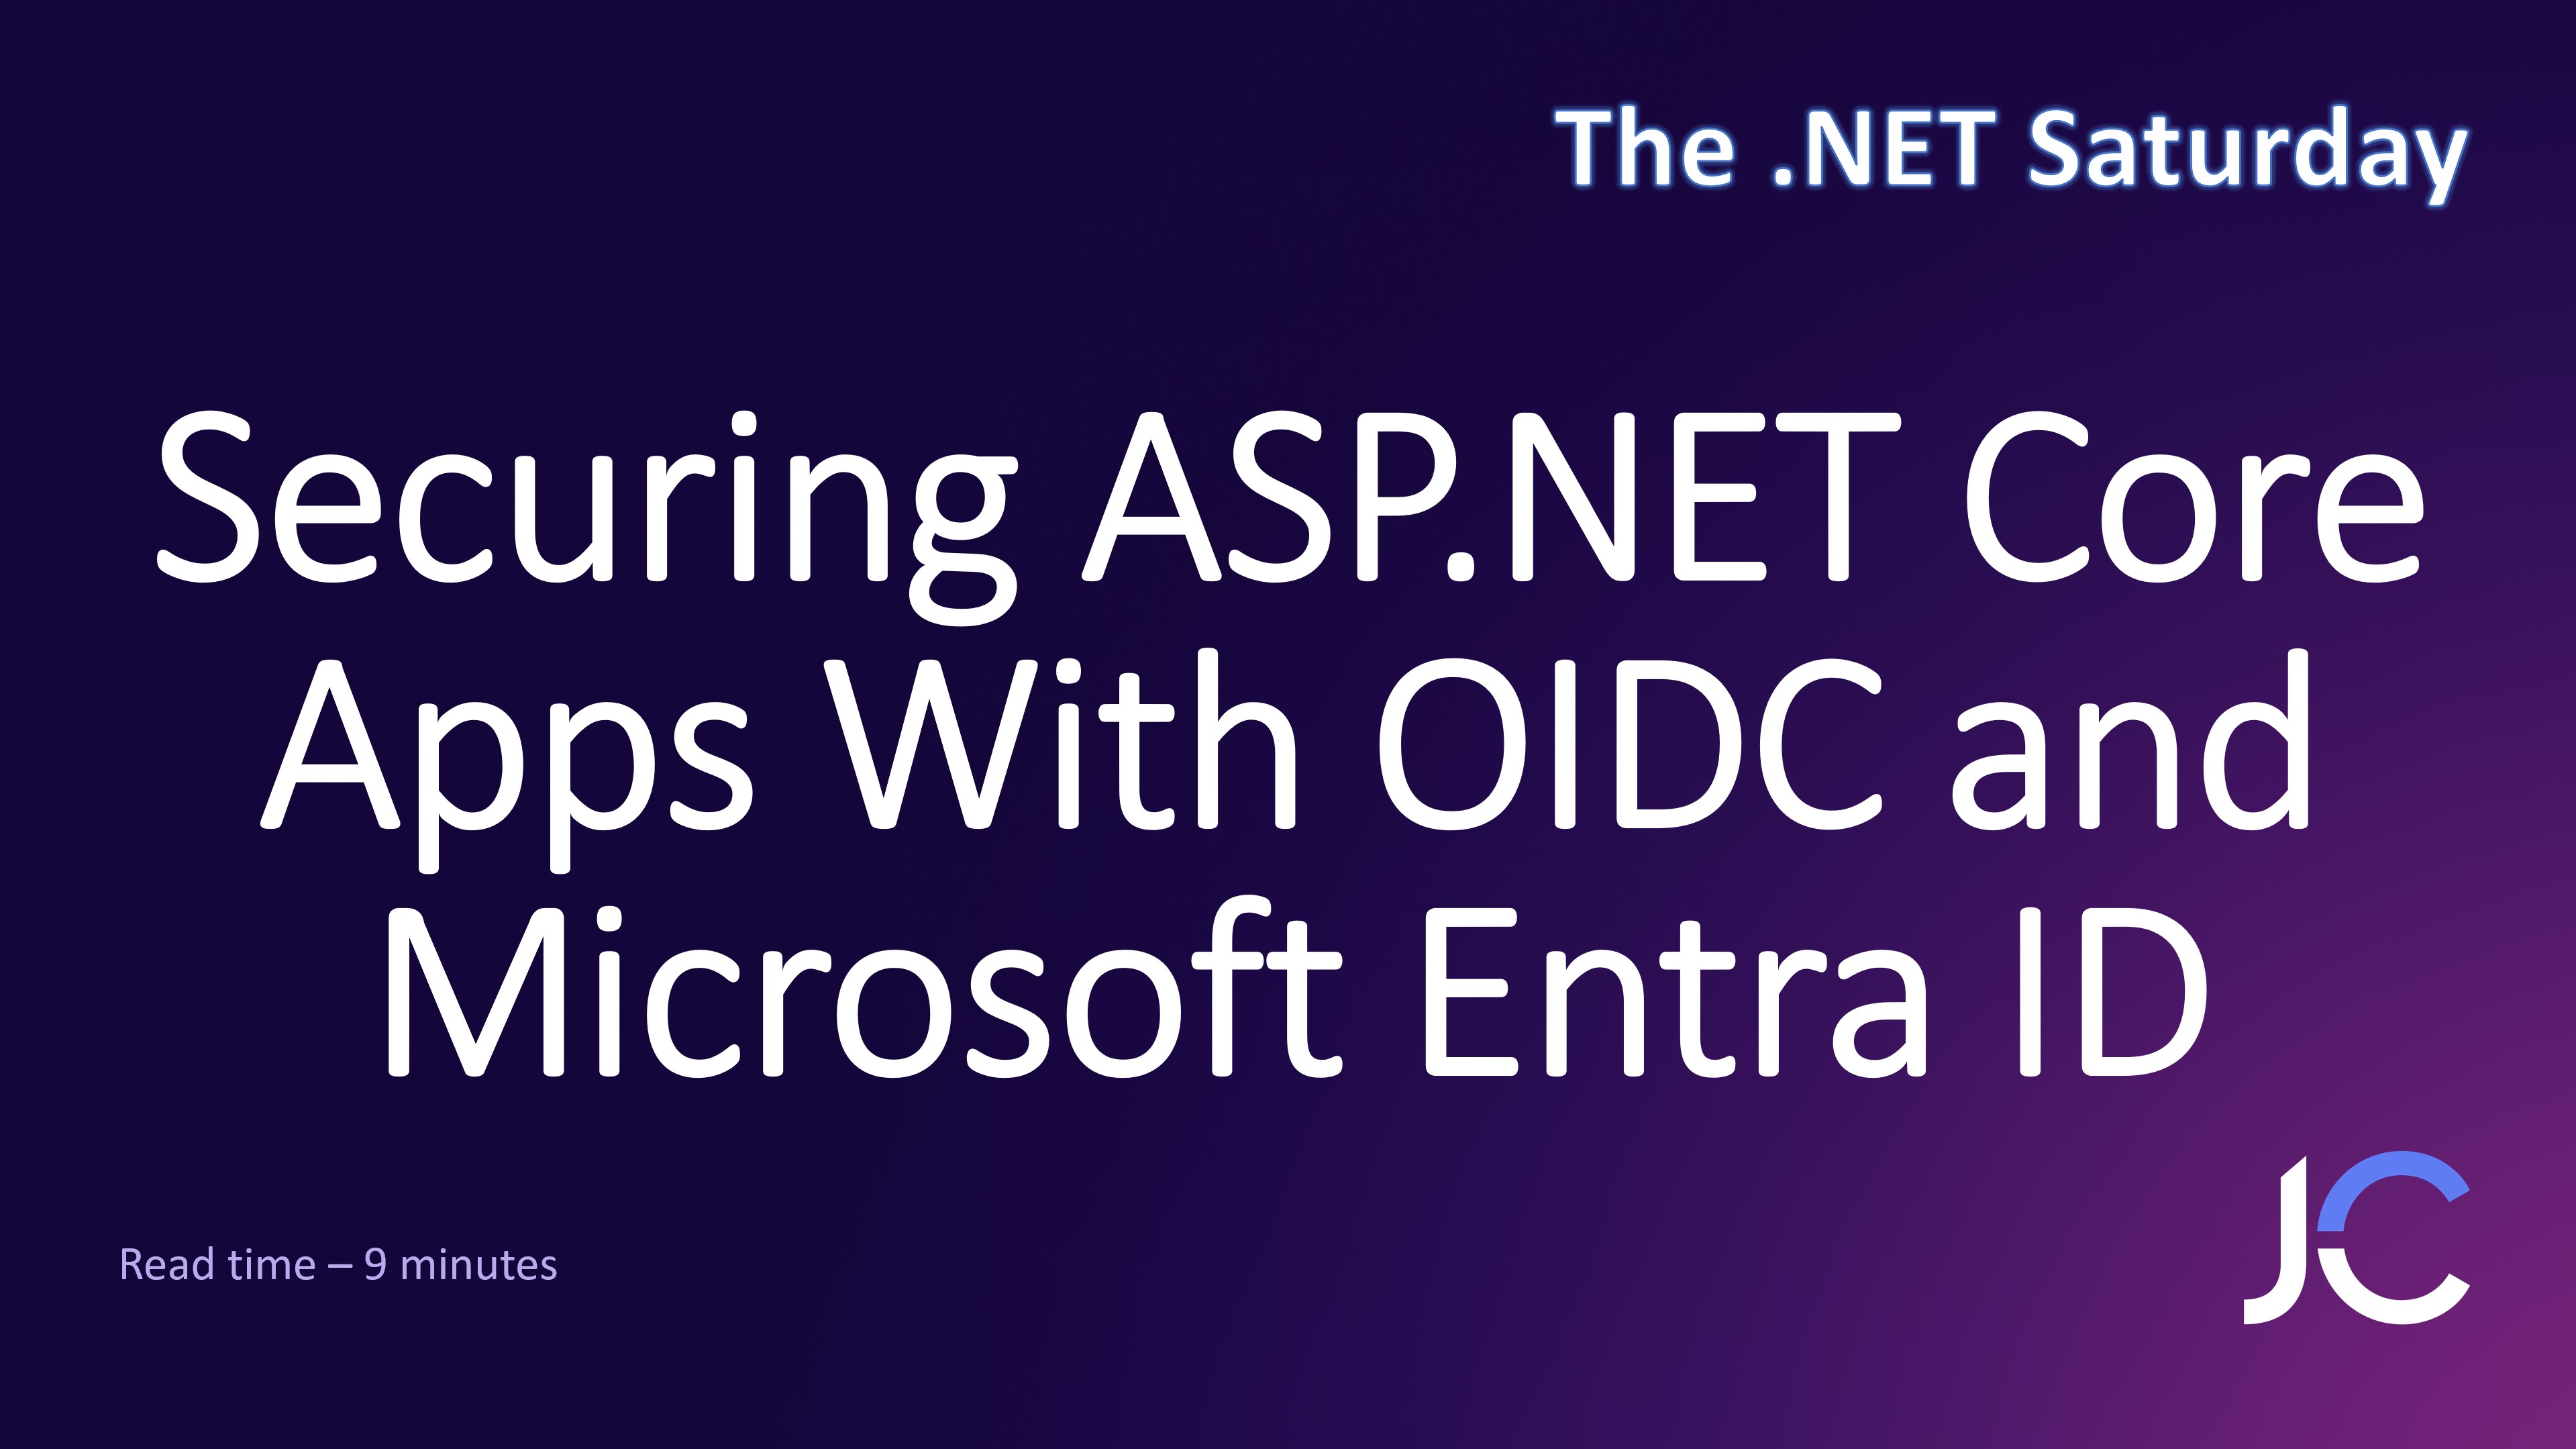 The .NET Saturday
Securing ASP.NET Core
Apps With OIDC and
Microsoft Entra ID
Read time – 9 minutes
JC